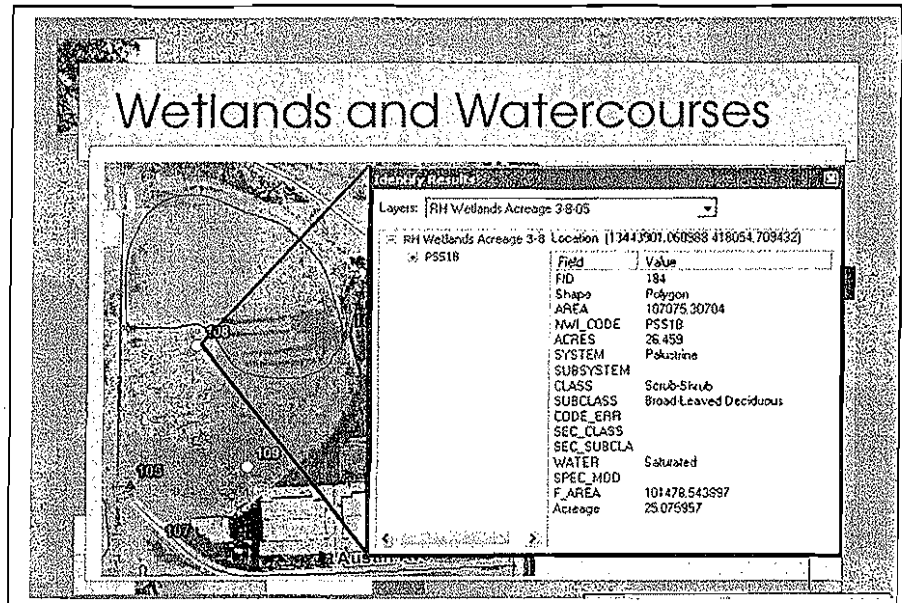 Wetlands and Watercourses
Identify Results
Layers: RH Wetlands Acreage 3-8-05
RH Wetlands Acreage 3-8 Location: (13443901.060588 418054.709432)
PSS1B
Field Value
FID 184
Shape Polygon
AREA 107075.30704
NWI_CODE PSS1B
ACRES 26.459
SYSTEM Palustrine
SUBSYSTEM
CLASS Scrub-Shrub
SUBCLASS Broad-Leaved Deciduous
CODE_ERR
SEC_CLASS
SEC_SUBCLA
WATER Saturated
SPEC_MOD
F_AREA 101478.543897
Acreage 25.075957
108
109
105
107
Austin